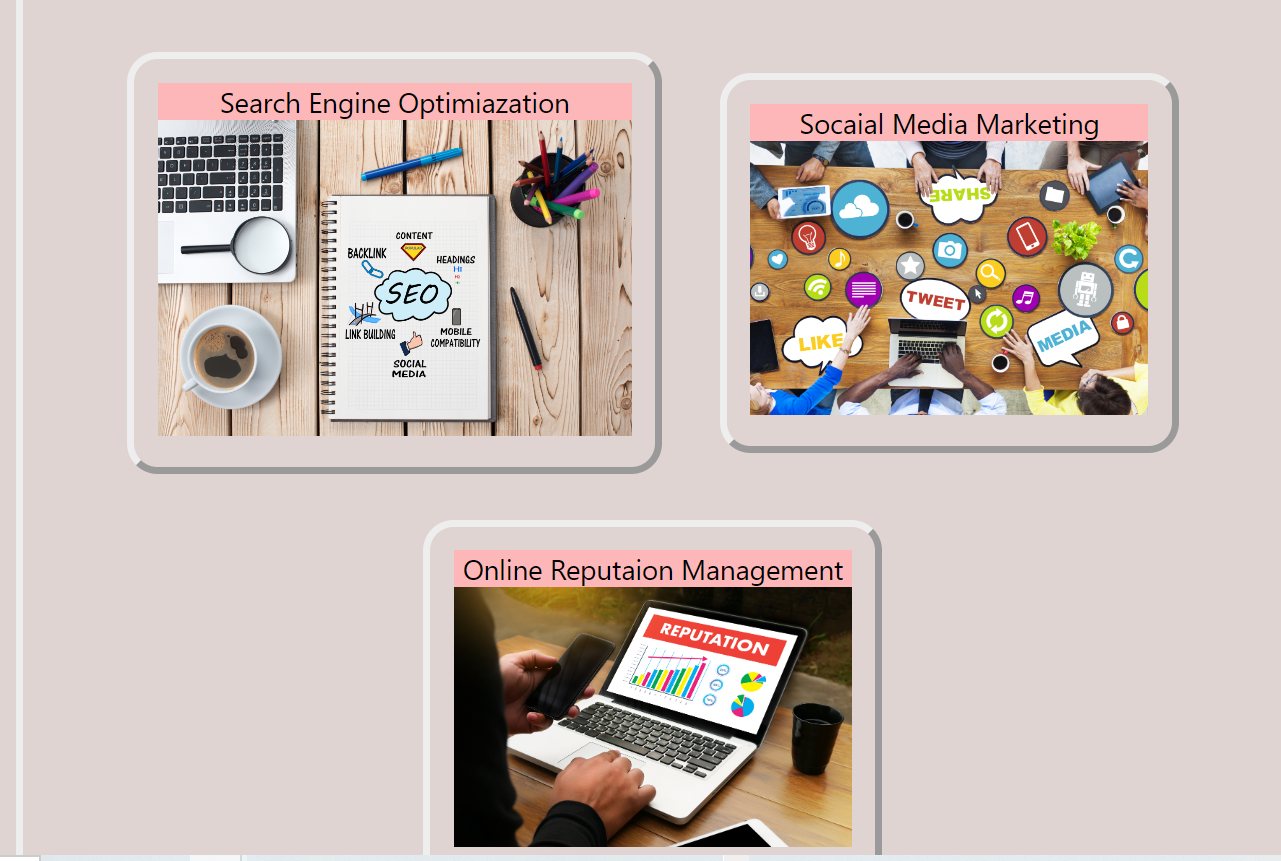 Search Engine Optimiazation
CONTENT
BACKLINK
HEADINGS
H1
SEO
LINK BUILDING
MOBILE
COMPATIBILITY
SOCIAL
MEDIA
Socaial Media Marketing
SHARE
TWEET
LIKE
MEDIA
Online Reputaion Management
REPUTATION